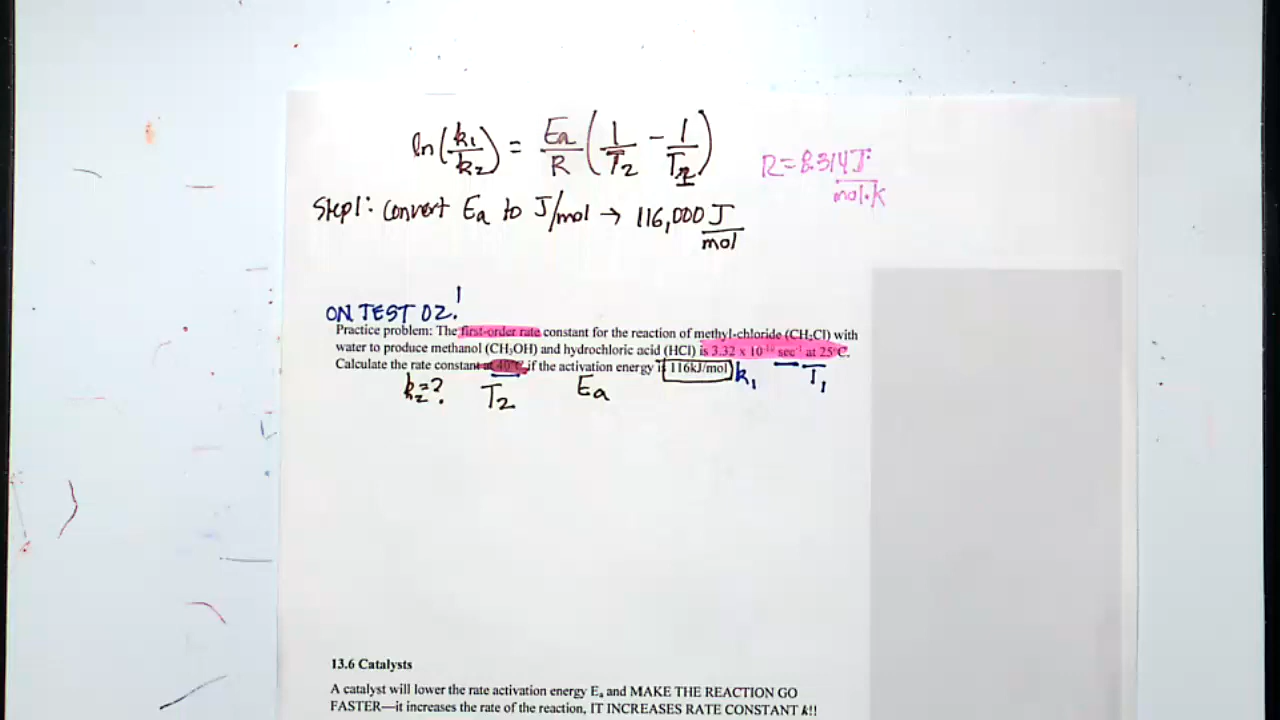 ln(k₁/k₂) = Ea/R (1/T₂ − 1/T₁)
R = 8.314 J/mol·K
Step 1: Convert Ea to J/mol → 116,000 J/mol
ON TEST 02!
Practice problem: The first-order rate constant for the reaction of methyl-chloride (CH₃Cl) with
water to produce methanol (CH₃OH) and hydrochloric acid (HCl) is 3.32 x 10⁻¹⁰ sec⁻¹ at 25°C.
Calculate the rate constant at 40°C if the activation energy is 116kJ/mol
k₂=? T₂ Ea k₁ T₁
13.6 Catalysts
A catalyst will lower the rate activation energy Eₐ and MAKE THE REACTION GO
FASTER—it increases the rate of the reaction, IT INCREASES RATE CONSTANT k!!